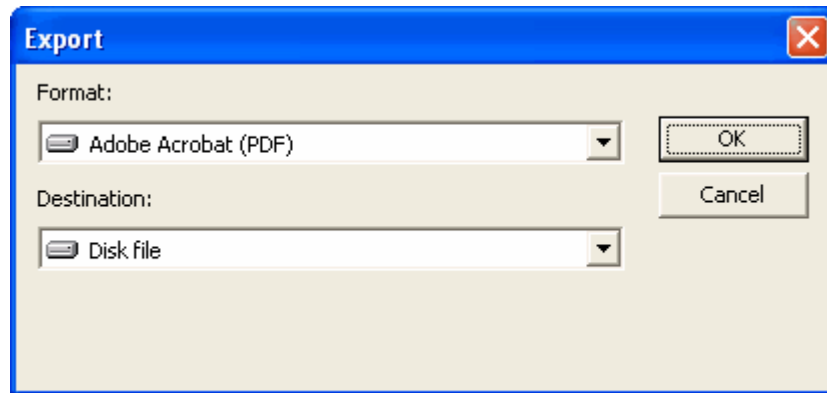 Export
Format:
Adobe Acrobat (PDF)
OK
Destination:
Cancel
Disk file